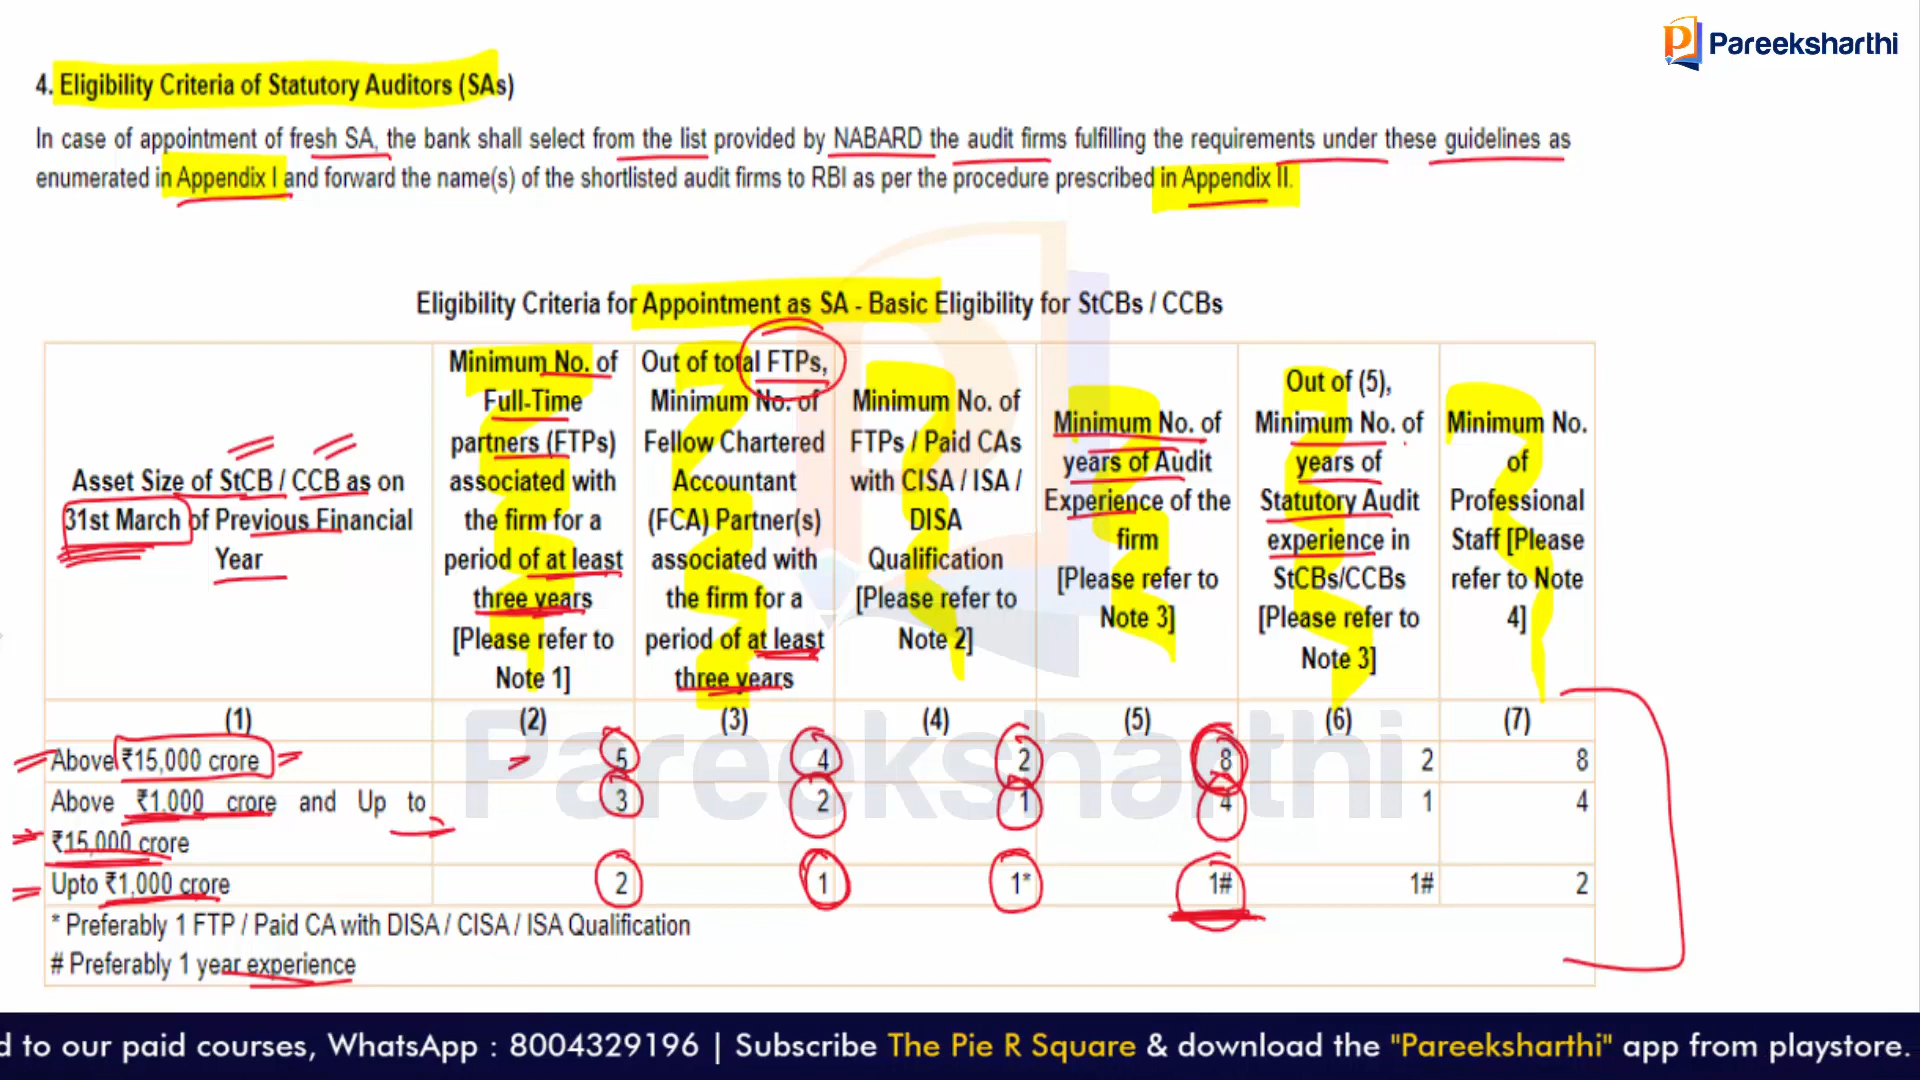 Pareeksharthi
4. Eligibility Criteria of Statutory Auditors (SAs)
In case of appointment of fresh SA, the bank shall select from the list provided by NABARD the audit firms fulfilling the requirements under these guidelines as
enumerated in Appendix I and forward the name(s) of the shortlisted audit firms to RBI as per the procedure prescribed in Appendix II.
Eligibility Criteria for Appointment as SA - Basic Eligibility for StCBs / CCBs
Asset Size of StCB / CCB as on
31st March of Previous Financial
Year
Minimum No. of
Full-Time
partners (FTPs)
associated with
the firm for a
period of at least
three years
[Please refer to
Note 1]
Out of total FTPs,
Minimum No. of
Fellow Chartered
Accountant
(FCA) Partner(s)
associated with
the firm for a
period of at least
three years
Minimum No. of
FTPs / Paid CAs
with CISA / ISA /
DISA
Qualification
[Please refer to
Note 2]
Minimum No. of
years of Audit
Experience of the
firm
[Please refer to
Note 3]
Out of (5),
Minimum No. of
years of
Statutory Audit
experience in
StCBs/CCBs
[Please refer to
Note 3]
Minimum No.
of
Professional
Staff [Please
refer to Note
4]
(1) (2) (3) (4) (5) (6) (7)
Above ₹15,000 crore 5 4 2 8 2 8
Above ₹1,000 crore and Up to 3 2 1 4 1 4
₹15,000 crore
Upto ₹1,000 crore 2 1 1* 1# 1# 2
* Preferably 1 FTP / Paid CA with DISA / CISA / ISA Qualification
# Preferably 1 year experience
Pareeksharthi
d to our paid courses, WhatsApp : 8004329196 | Subscribe The Pie R Square & download the "Pareeksharthi" app from playstore.